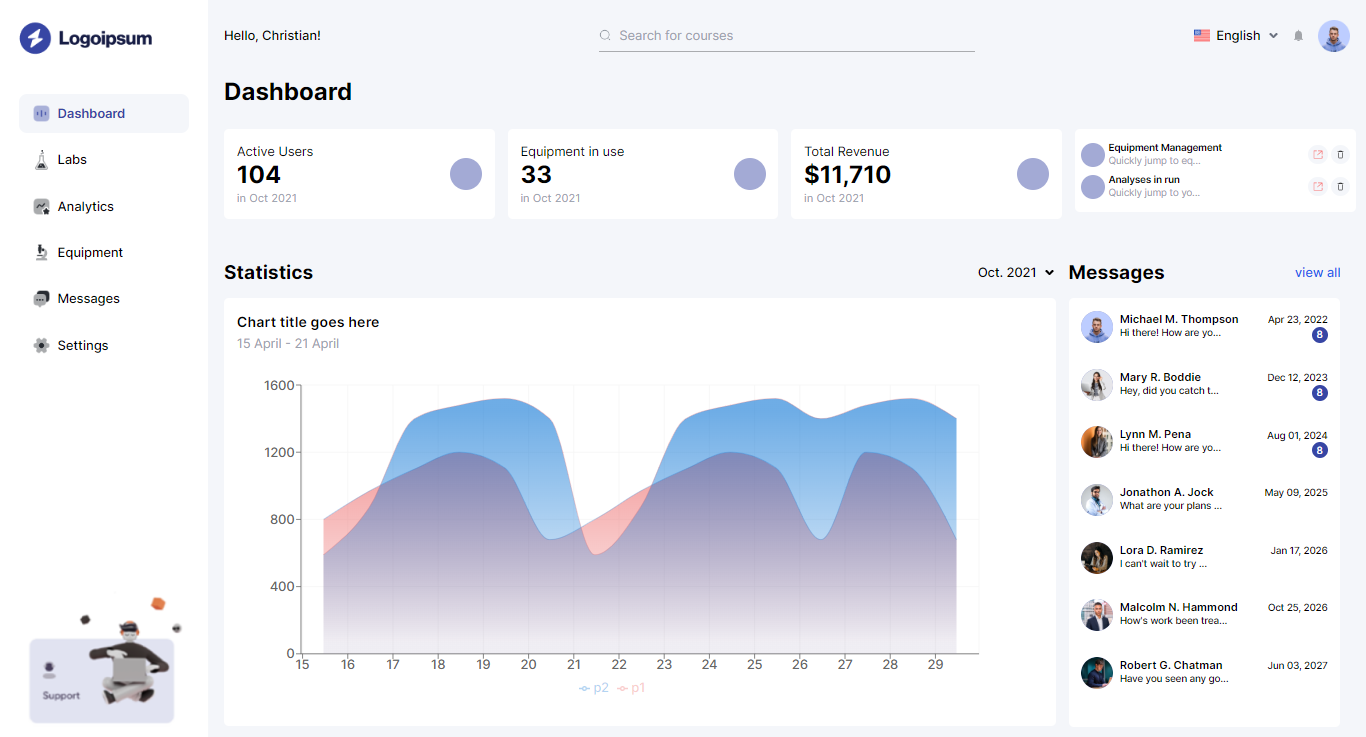 Logoipsum
Hello, Christian!
Search for courses
English
Dashboard
Labs
Analytics
Equipment
Messages
Settings
Support
Dashboard
Active Users
104
in Oct 2021
Equipment in use
33
in Oct 2021
Total Revenue
$11,710
in Oct 2021
Equipment Management
Quickly jump to eq...
Analyses in run
Quickly jump to yo...
Statistics
Oct. 2021
Chart title goes here
15 April - 21 April
1600
1200
800
400
0
15 16 17 18 19 20 21 22 23 24 25 26 27 28 29
p2 p1
Messages
view all
Michael M. Thompson
Apr 23, 2022
Hi there! How are yo...
8
Mary R. Boddie
Dec 12, 2023
Hey, did you catch t...
8
Lynn M. Pena
Aug 01, 2024
Hi there! How are yo...
8
Jonathon A. Jock
May 09, 2025
What are your plans ...
Lora D. Ramirez
Jan 17, 2026
I can't wait to try ...
Malcolm N. Hammond
Oct 25, 2026
How's work been trea...
Robert G. Chatman
Jun 03, 2027
Have you seen any go...